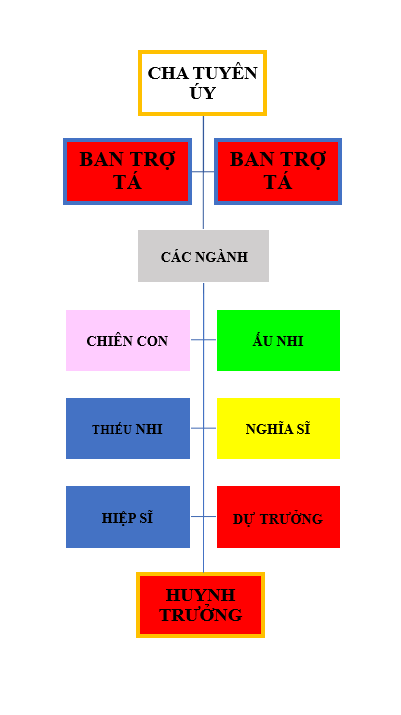 CHA TUYÊN
ÚY
BAN TRỢ
TÁ
BAN TRỢ
TÁ
CÁC NGÀNH
CHIÊN CON
ẤU NHI
THIẾU NHI
NGHĨA SĨ
HIỆP SĨ
DỰ TRƯỞNG
HUYNH
TRƯỞNG